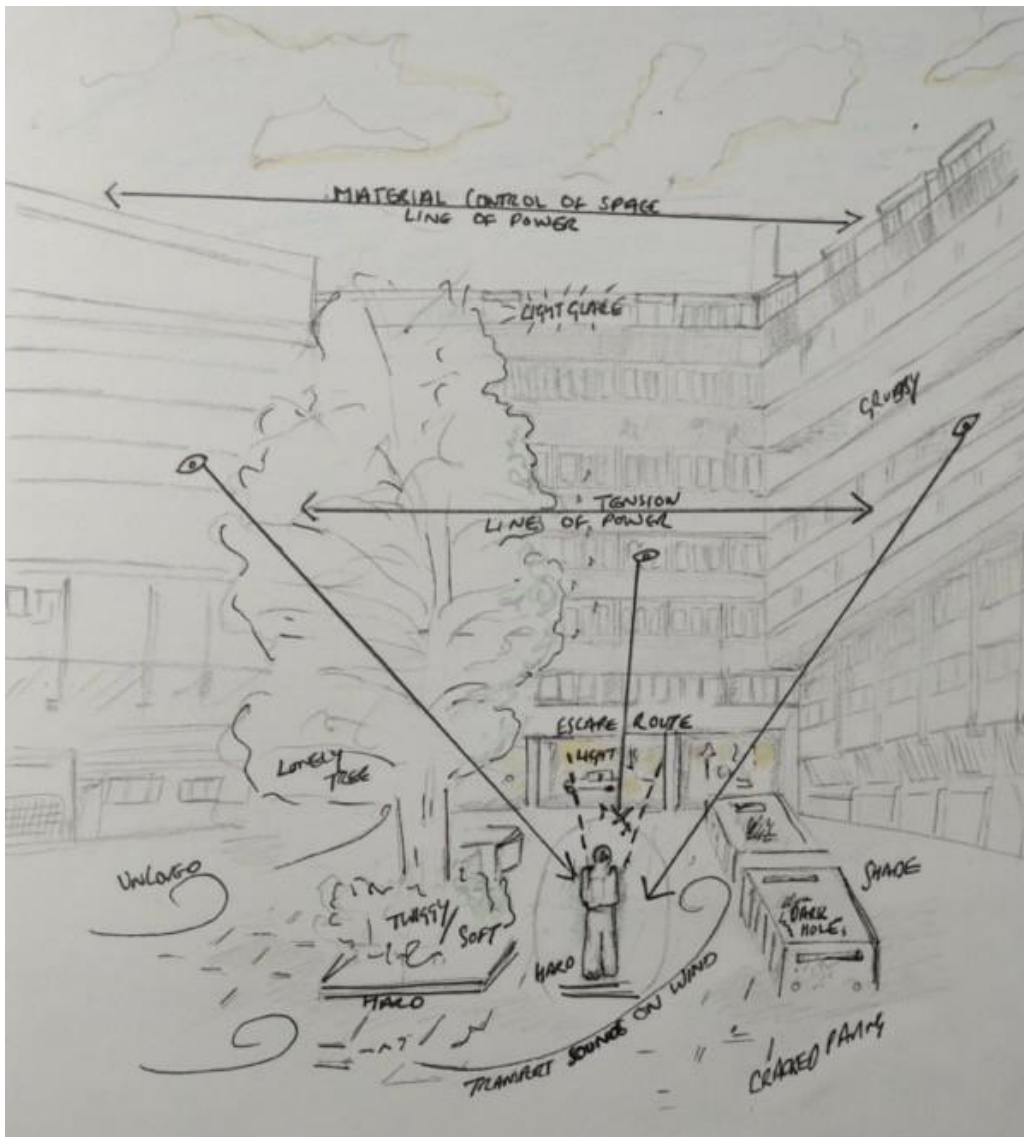 MATERIAL CONTROL OF SPACE
LINE OF POWER
LIGHT GLARE
GRUBBY
TENSION
LINES OF POWER
ESCAPE ROUTE
LIGHT
LONELY
TREE
UNLOVED
SHADE
TWIGGY/
SOFT
DARK
HOLE
HARD
HARD
TRANSPORT SOUNDS ON WIND
CRACKED PAVING